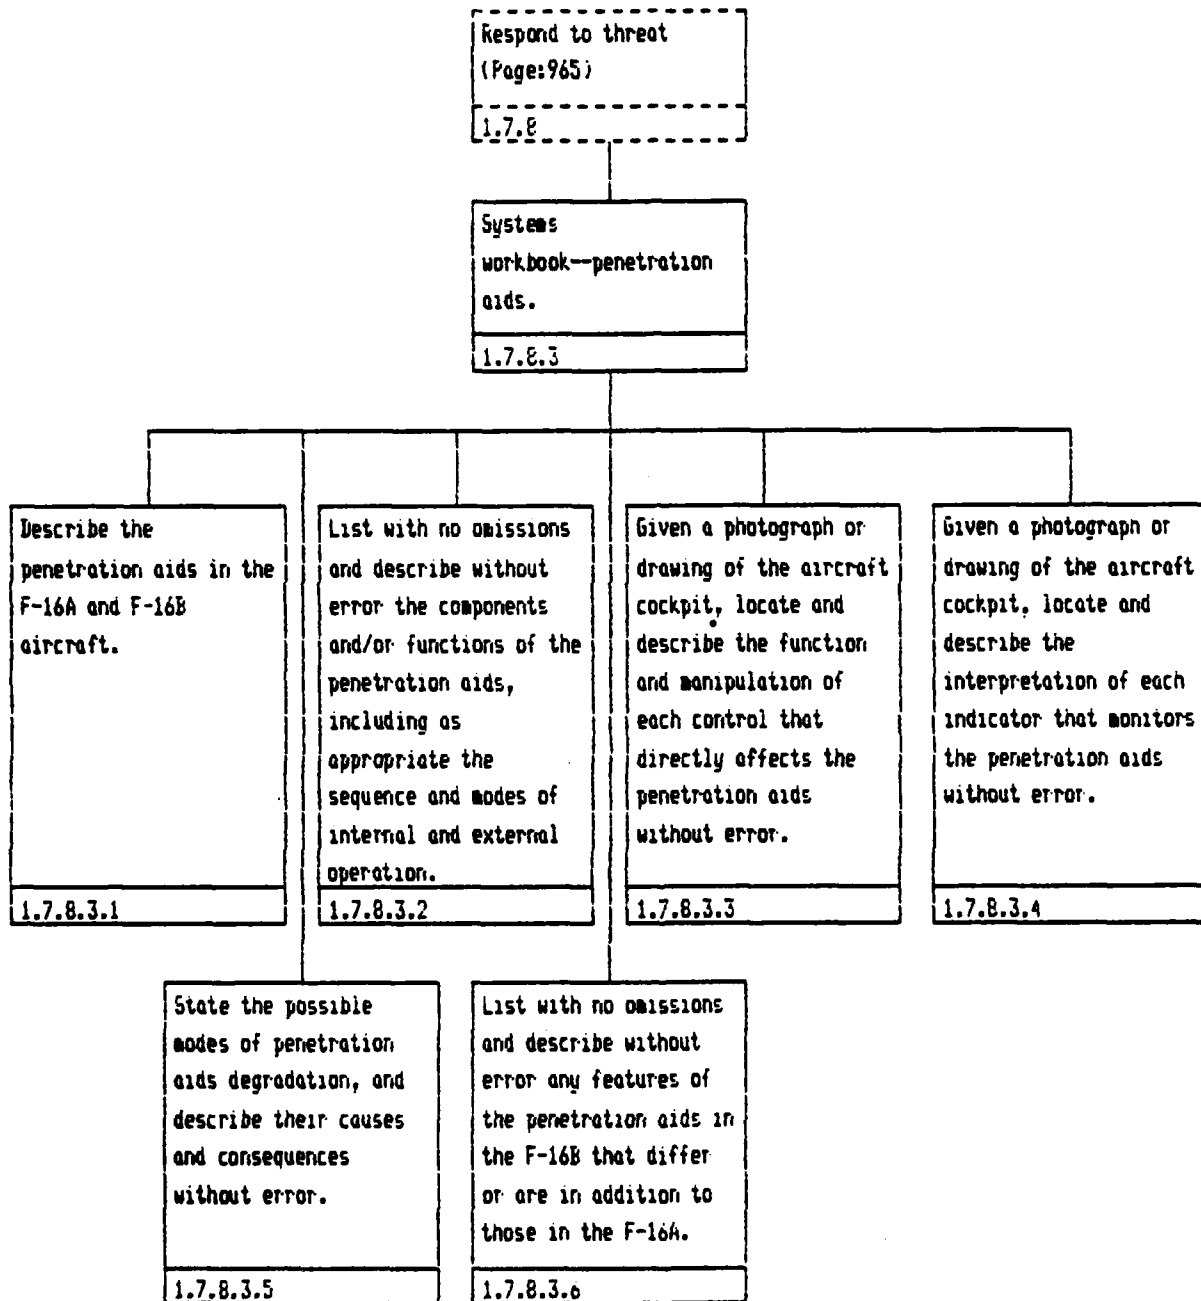 Respond to threat
(Page:965)
1.7.8
Systems
workbook--penetration
aids.
1.7.8.3
Describe the
penetration aids in the
F-16A and F-16B
aircraft.
1.7.8.3.1
List with no omissions
and describe without
error the components
and/or functions of the
penetration aids,
including as
appropriate the
sequence and modes of
internal and external
operation.
1.7.8.3.2
Given a photograph or
drawing of the aircraft
cockpit, locate and
describe the function
and manipulation of
each control that
directly affects the
penetration aids
without error.
1.7.8.3.3
Given a photograph or
drawing of the aircraft
cockpit, locate and
describe the
interpretation of each
indicator that monitors
the penetration aids
without error.
1.7.8.3.4
State the possible
modes of penetration
aids degradation, and
describe their causes
and consequences
without error.
1.7.8.3.5
List with no omissions
and describe without
error any features of
the penetration aids in
the F-16B that differ
or are in addition to
those in the F-16A.
1.7.8.3.6